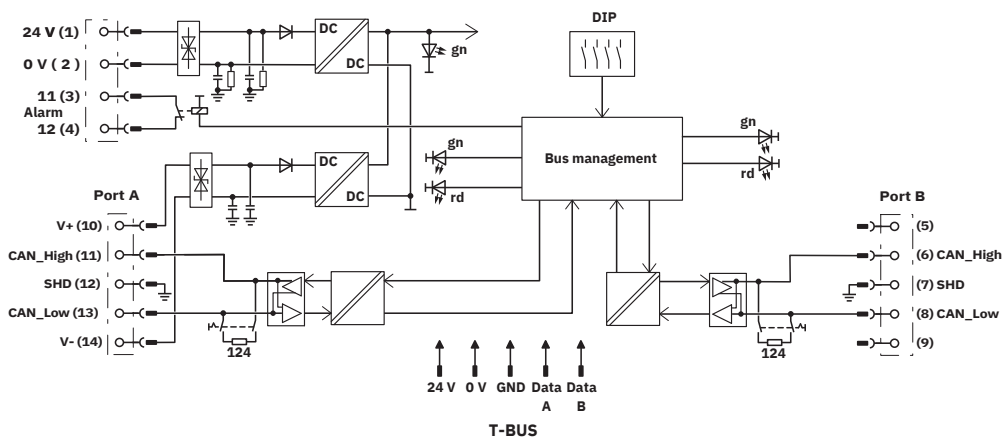 DIP
24 V (1)
DC
gn
0 V (2)
DC
11 (3)
Alarm
12 (4)
gn
gn
Bus management
DC
rd
rd
DC
Port A
Port B
V+ (10)
(5)
CAN_High (11)
(6) CAN_High
SHD (12)
(7) SHD
CAN_Low (13)
(8) CAN_Low
V- (14)
(9)
124
124
24 V
0 V
GND
Data
A
Data
B
T-BUS